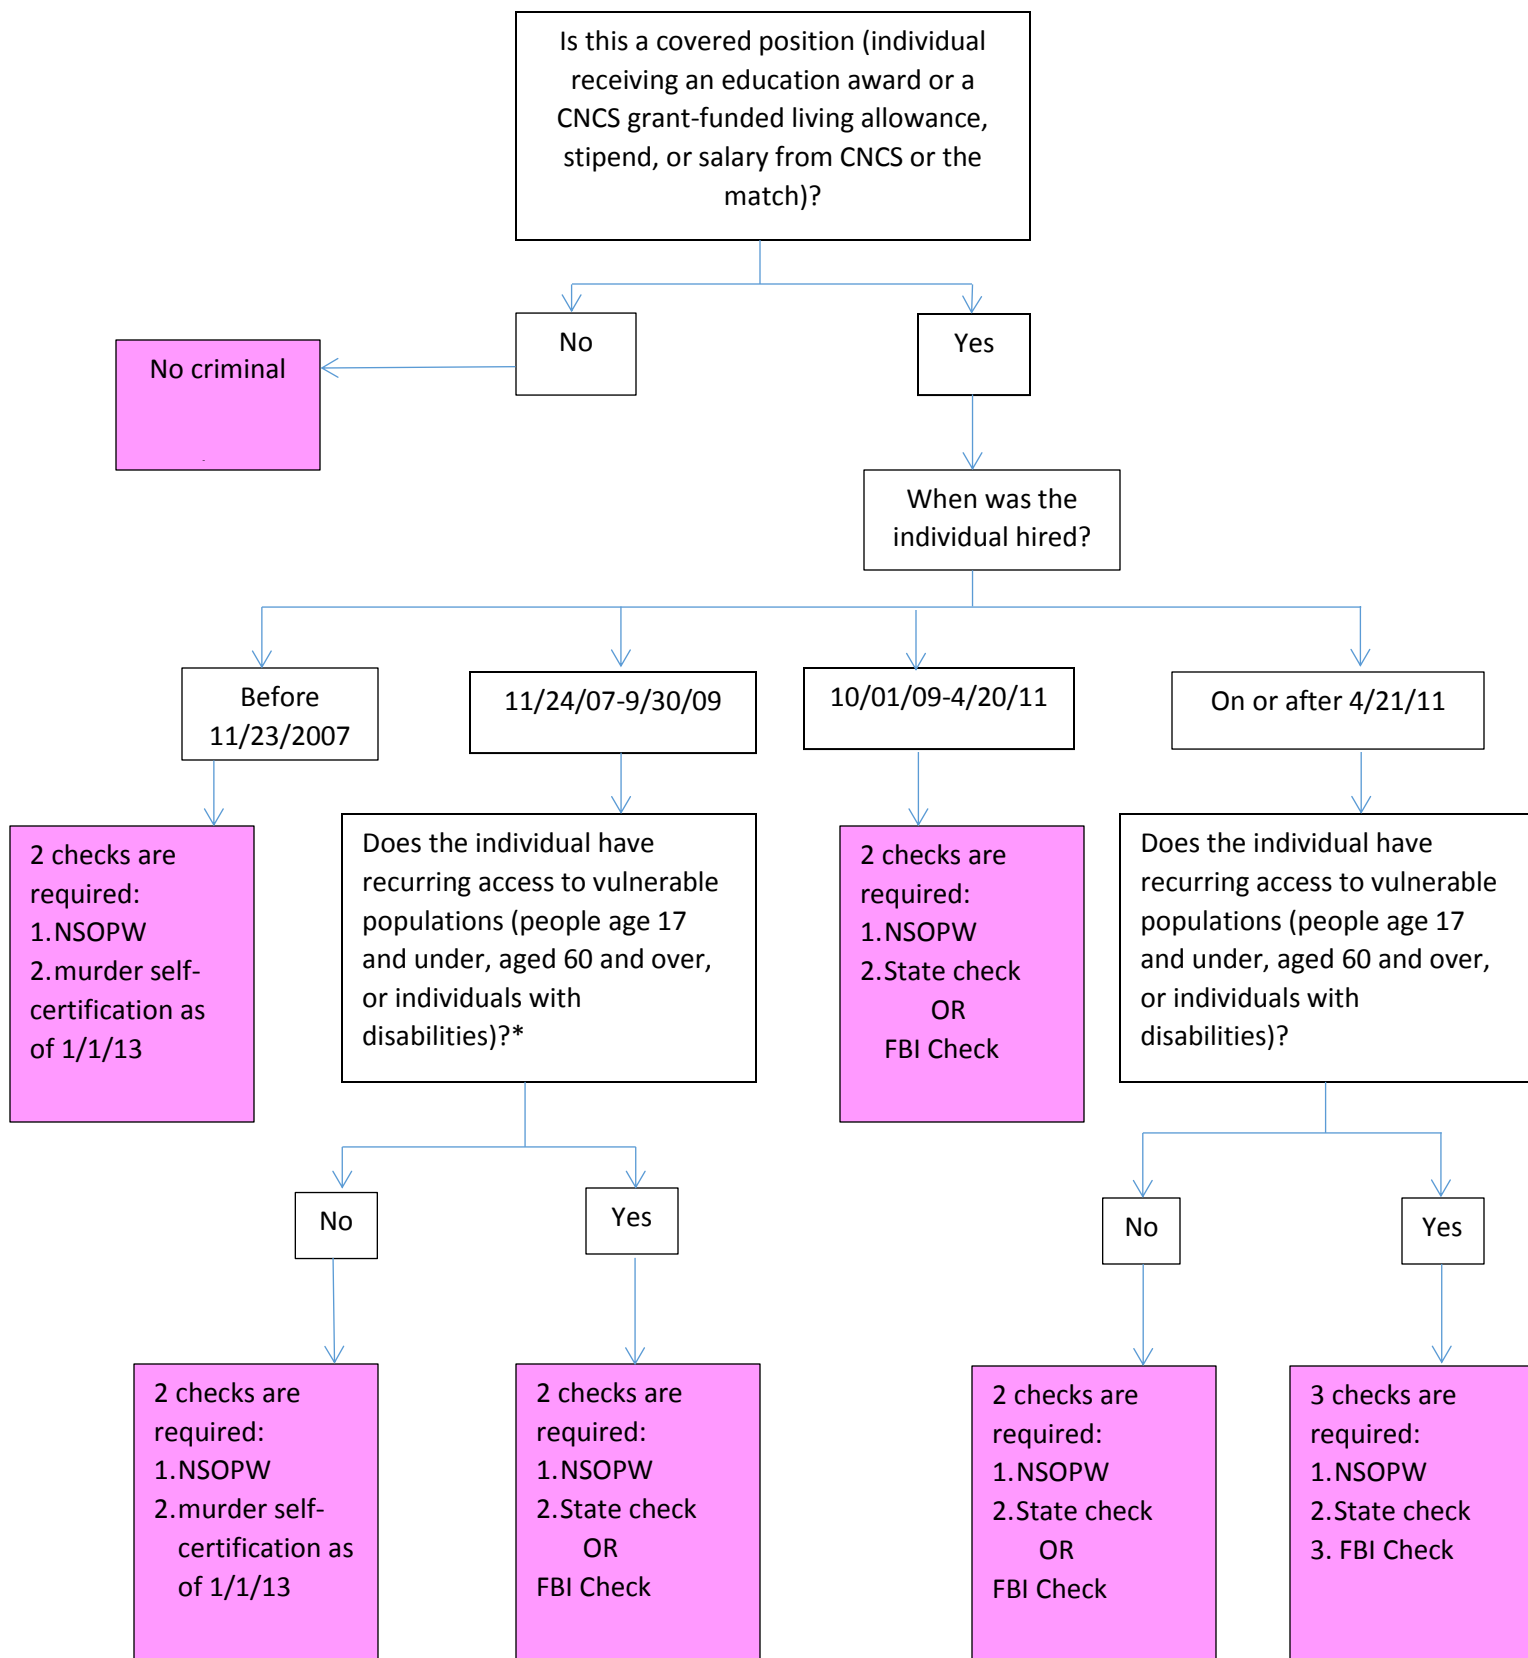 Is this a covered position (individual
receiving an education award or a
CNCS grant-funded living allowance,
stipend, or salary from CNCS or the
match)?
No
Yes
No criminal
.
When was the
individual hired?
Before
11/23/2007
11/24/07-9/30/09
10/01/09-4/20/11
On or after 4/21/11
2 checks are
required:
1.NSOPW
2.murder self-
certification as
of 1/1/13
Does the individual have
recurring access to vulnerable
populations (people age 17
and under, aged 60 and over,
or individuals with
disabilities)?*
2 checks are
required:
1.NSOPW
2.State check
OR
FBI Check
Does the individual have
recurring access to vulnerable
populations (people age 17
and under, aged 60 and over,
or individuals with
disabilities)?
No
Yes
No
Yes
2 checks are
required:
1.NSOPW
2.murder self-
certification as
of 1/1/13
2 checks are
required:
1.NSOPW
2.State check
OR
FBI Check
2 checks are
required:
1.NSOPW
2.State check
OR
FBI Check
3 checks are
required:
1.NSOPW
2.State check
3. FBI Check